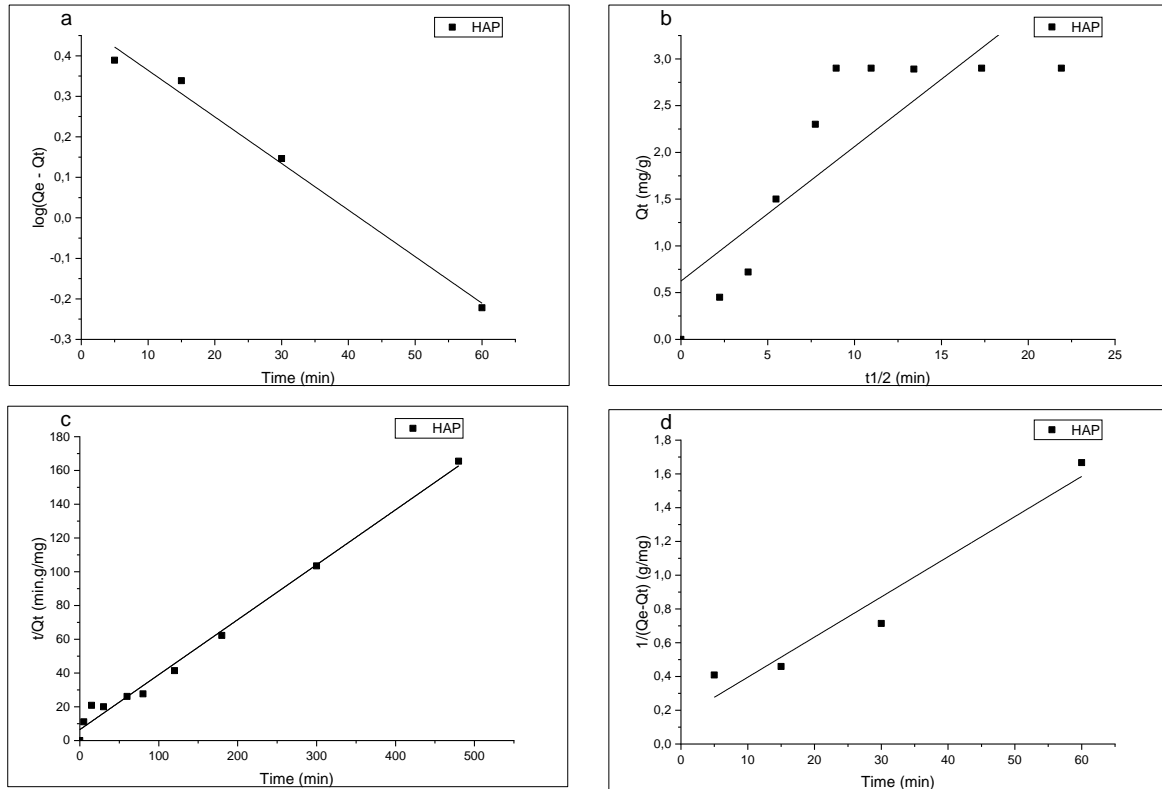 a
HAP
0,4
0,3
0,2
0,1
0,0
-0,1
-0,2
-0,3
log(Qe - Qt)
0 10 20 30 40 50 60
Time (min)
b
HAP
3,0
2,5
2,0
1,5
1,0
0,5
0,0
Qt (mg/g)
0 5 10 15 20 25
t1/2 (min)
c
HAP
180
160
140
120
100
80
60
40
20
0
t/Qt (min.g/mg)
0 100 200 300 400 500
Time (min)
d
HAP
1,8
1,6
1,4
1,2
1,0
0,8
0,6
0,4
0,2
0,0
1/(Qe-Qt) (g/mg)
0 10 20 30 40 50 60
Time (min)